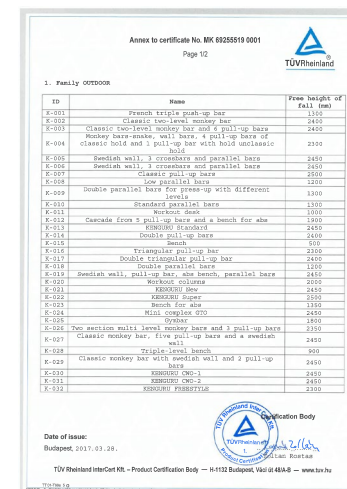 Annex to certificate No. MK 69255519 0001
Page 1/2
TÜVRheinland®
1. Family OUTDOOR
ID Name Free height of fall (mm)
K-001 French triple push-up bar 1300
K-002 Classic two-level monkey bar 2400
K-003 Classic two-level monkey bar and 6 pull-up bars 2400
K-004 Monkey bars-snake, wall bars, 4 pull-up bars of
classic hold and 1 pull-up bar with hold unclassic
hold 2300
K-005 Swedish wall, 3 crossbars and parallel bars 2450
K-006 Swedish wall, 3 crossbars and parallel bars 2450
K-007 Classic pull-up bars 2500
K-008 Low parallel bars 1200
K-009 Double parallel bars for press-up with different
levels 1300
K-010 Standard parallel bars 1300
K-011 Workout desk 1000
K-012 Cascade from 5 pull-up bars and a bench for abs 1900
K-013 KENGURU Standard 2450
K-014 Double pull-up bars 2400
K-015 Bench 500
K-016 Triangular pull-up bar 2300
K-017 Double triangular pull-up bar 2400
K-018 Double parallel bars 1200
K-019 Swedish wall, pull-up bar, abs bench, parallel bars 2450
K-020 Workout columns 2000
K-021 KENGURU New 2450
K-022 KENGURU Super 2500
K-023 Bench for abs 1350
K-024 Mini complex GTO 2450
K-025 Gymbar 1800
K-026 Two section multi level monkey bars and 3 pull-up bars 2350
K-027 Classic monkey bar, five pull-up bars and a swedish
wall 2450
K-028 Triple-level bench 900
K-029 Classic monkey bar with swedish wall and 2 pull-up
bars 2450
K-030 KENGURU CWO-1 2450
K-031 KENGURU CWO-2 2450
K-032 KENGURU FREESTYLE 2300
Certification Body
TÜVRheinland
Date of issue:
Budapest, 2017.03.28.
Zoltan Rostas
TÜV Rheinland InterCert Kft. – Product Certification Body — H-1132 Budapest, Váci út 48/A-B — www.tuv.hu